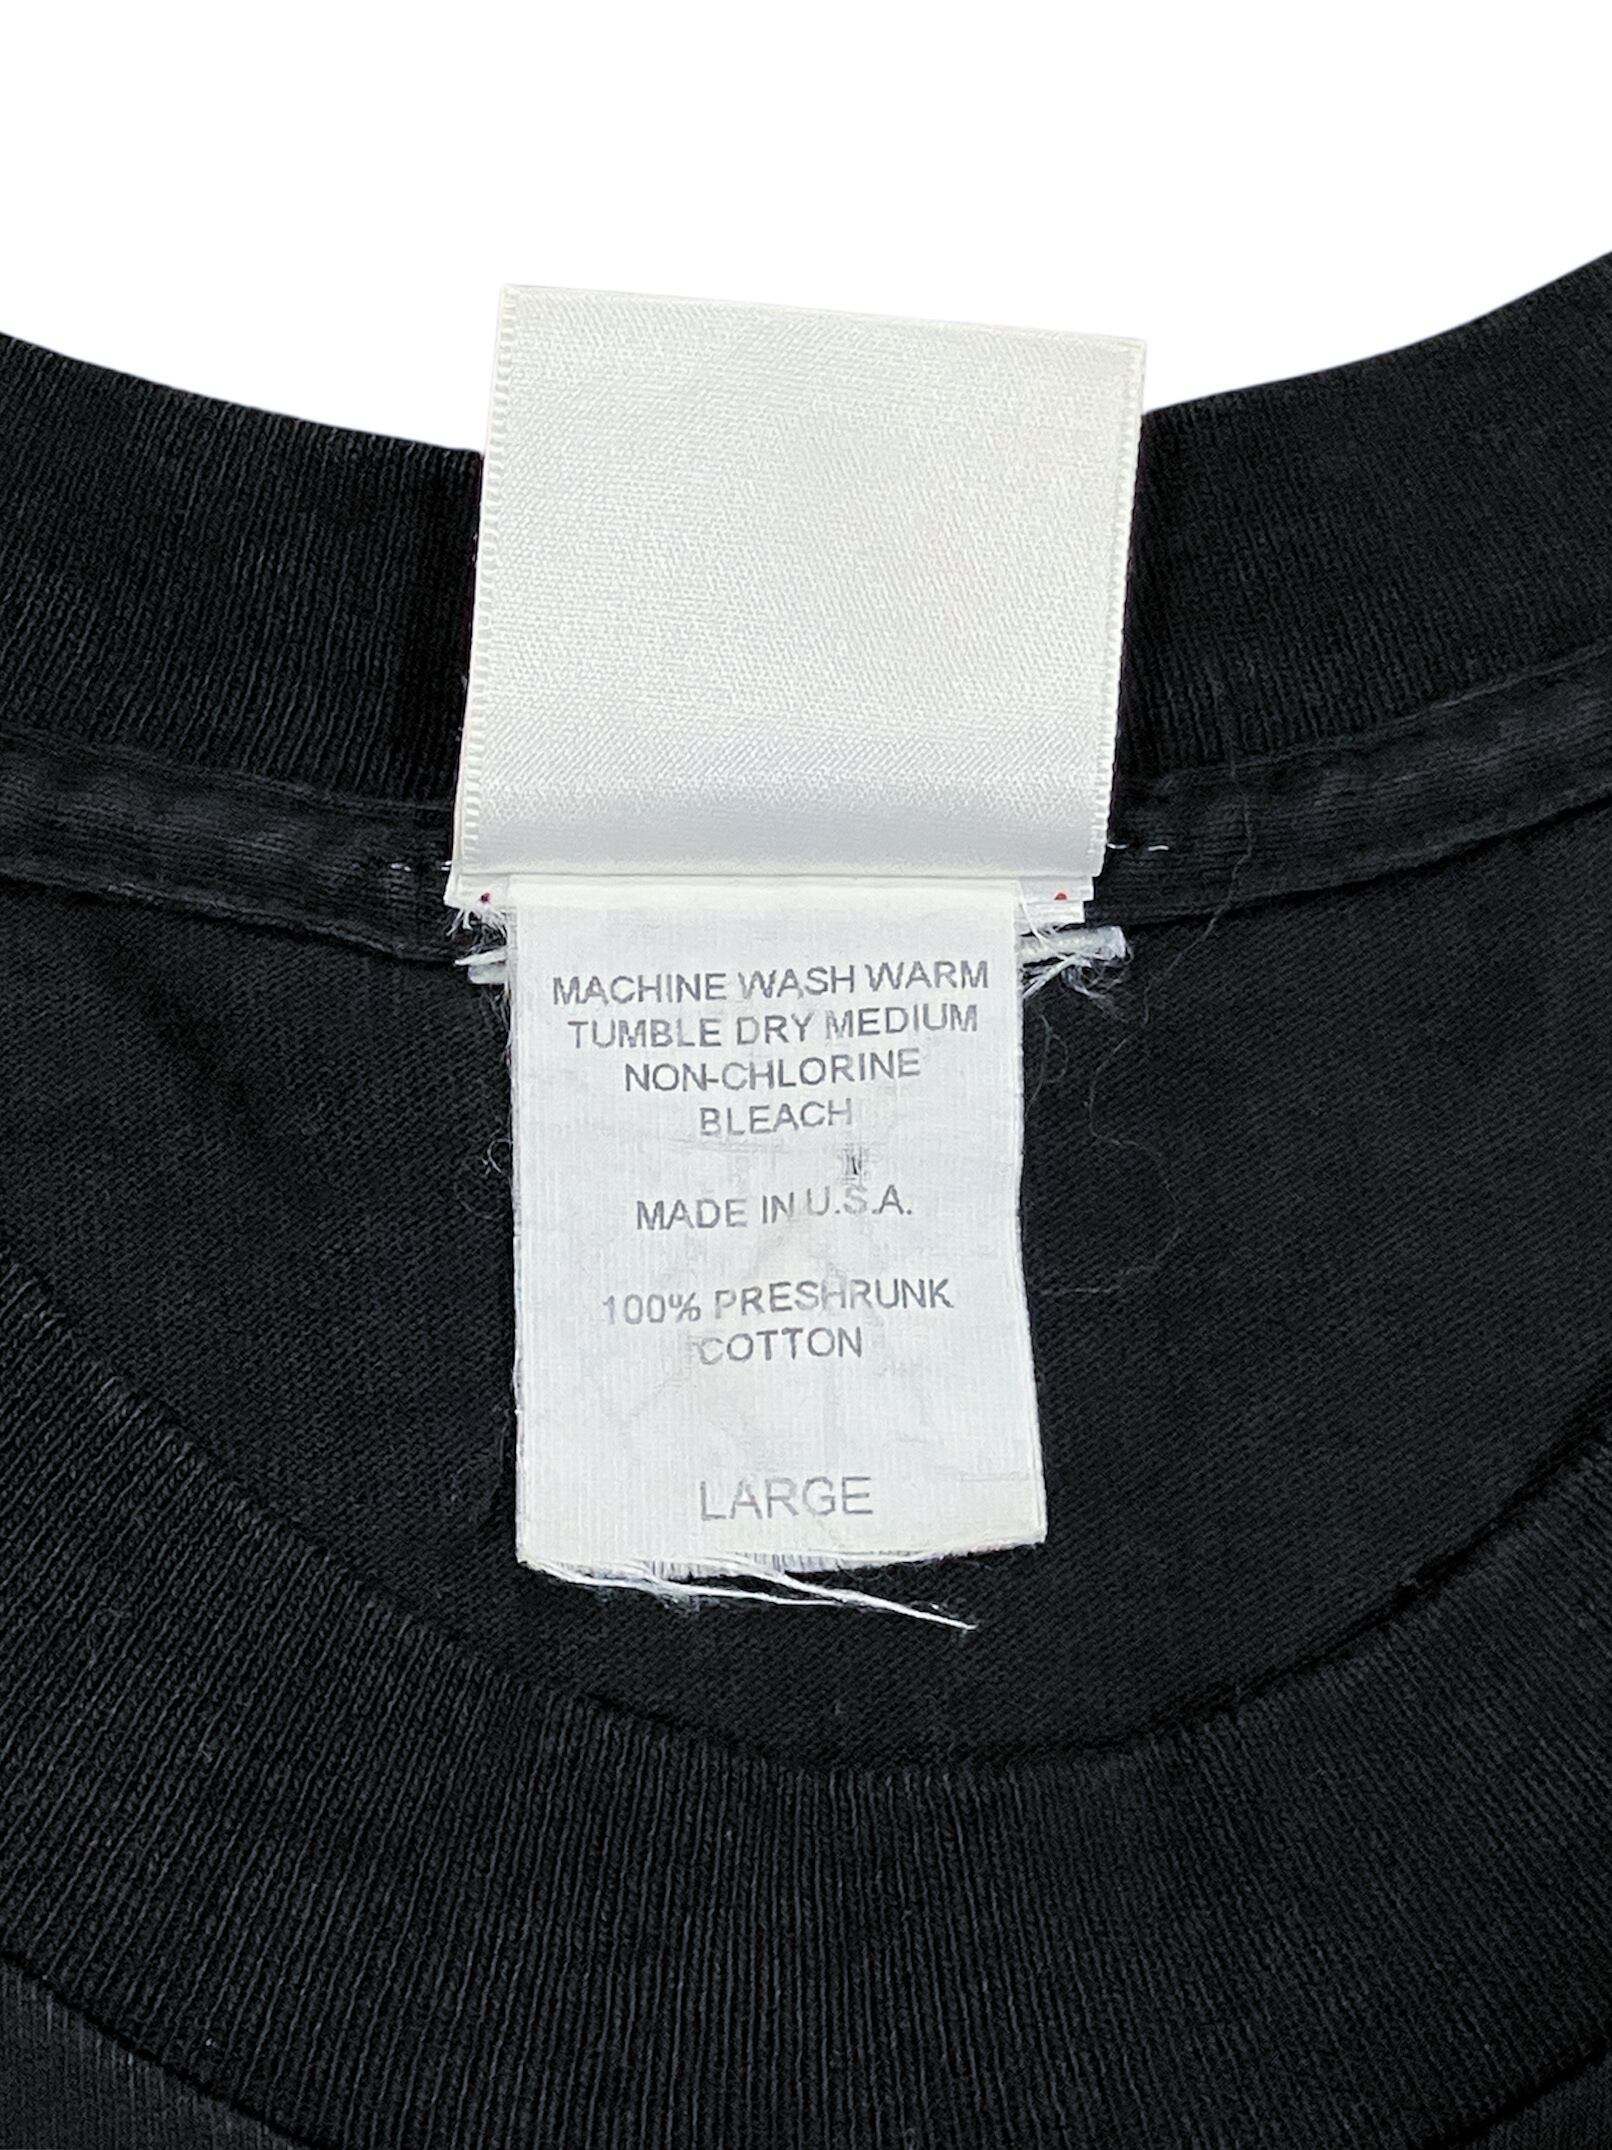 MACHINE WASH WARM
TUMBLE DRY MEDIUM
NON-CHLORINE
BLEACH
MADE IN U.S.A.
100% PRESHRUNK
COTTON
LARGE